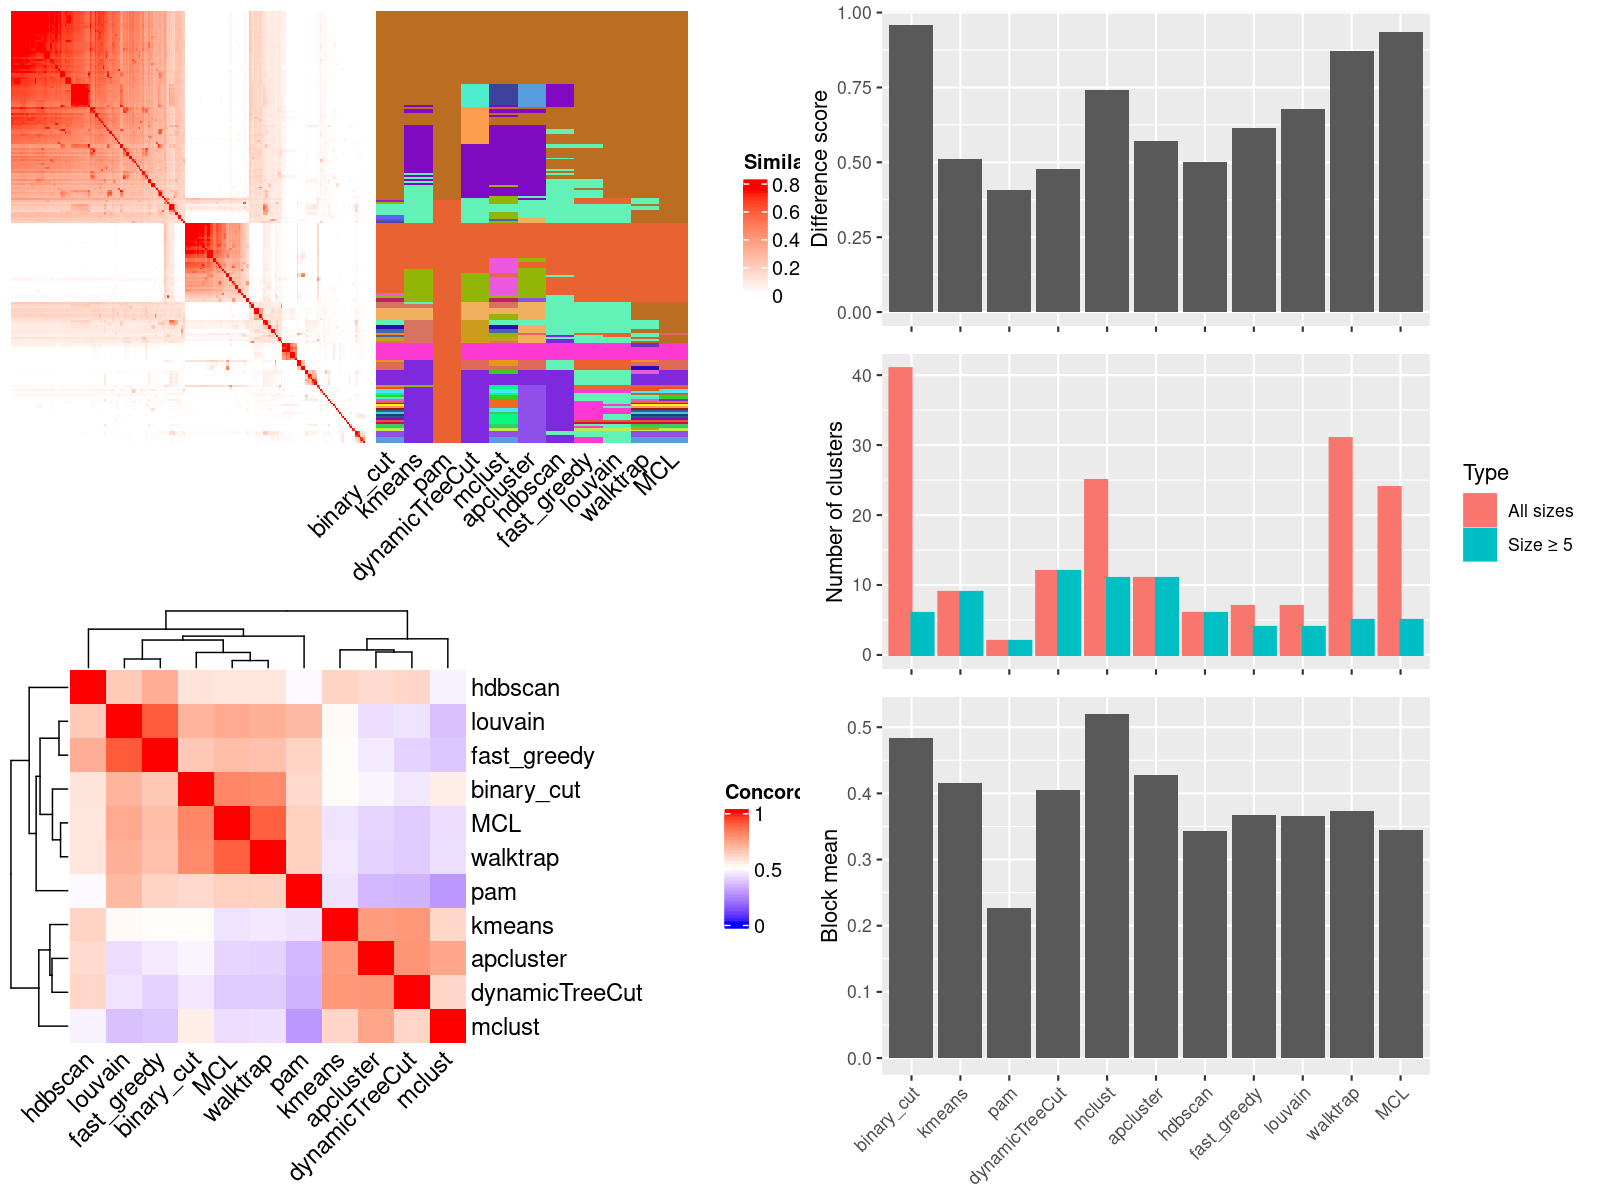 Simila
0.8
0.6
0.4
0.2
0
binary_cut
kmeans
pam
dynamicTreeCut
mclust
apcluster
hdbscan
fast_greedy
louvain
walktrap
MCL
hdbscan
louvain
fast_greedy
binary_cut
MCL
walktrap
pam
kmeans
apcluster
dynamicTreeCut
mclust
hdbscan
louvain
fast_greedy
binary_cut
MCL
walktrap
pam
kmeans
apcluster
dynamicTreeCut
mclust
Concorc
1
0.5
0
Difference score
1.00
0.75
0.50
0.25
0.00
Number of clusters
40
30
20
10
0
Type
All sizes
Size ≥ 5
Block mean
0.5
0.4
0.3
0.2
0.1
0.0
binary_cut
kmeans
pam
dynamicTreeCut
mclust
apcluster
hdbscan
fast_greedy
louvain
walktrap
MCL